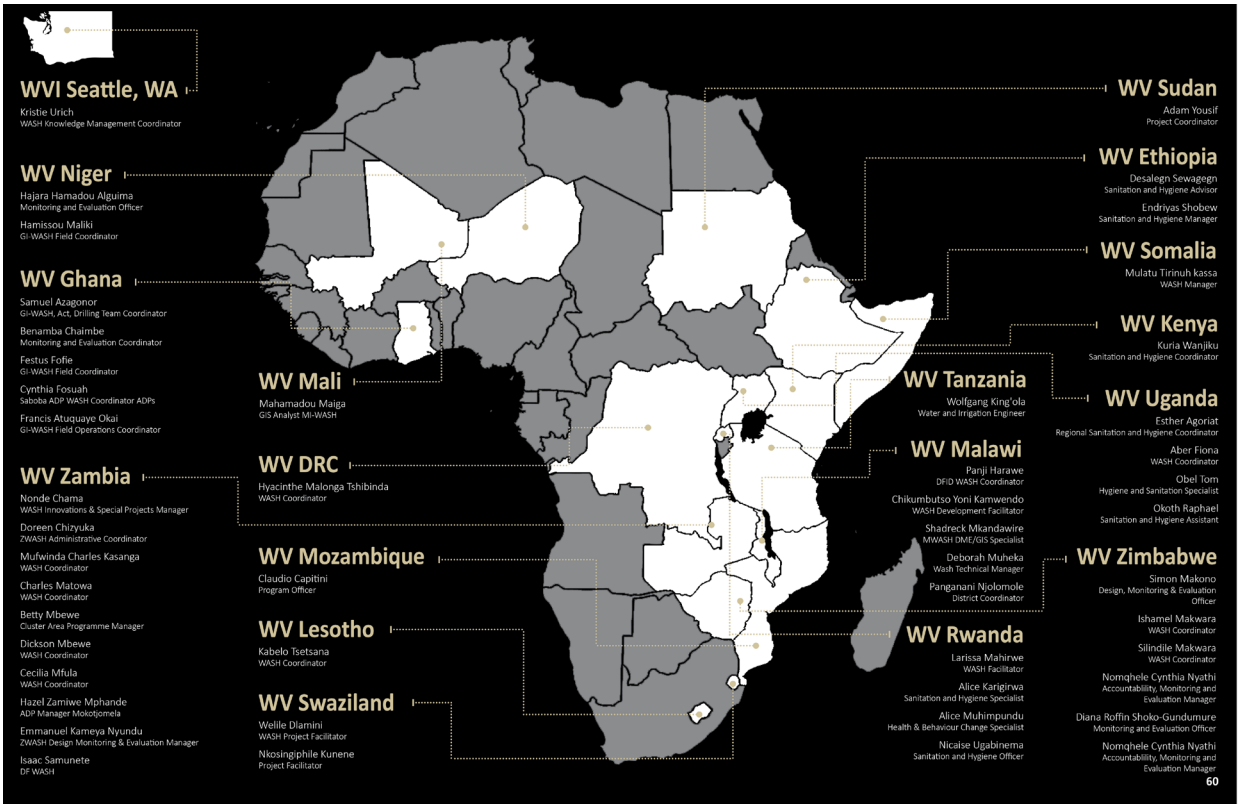 WVI Seattle, WA
Kristie Urich
WASH Knowledge Management Coordinator
WV Niger
Hajara Hamadou Alguima
Monitoring and Evaluation Officer
Hamissou Maliki
GI-WASH Field Coordinator
WV Ghana
Samuel Azagonor
GI-WASH, Act, Drilling Team Coordinator
Benamba Chaimbe
Monitoring and Evaluation Coordinator
Festus Fofie
GI-WASH Field Coordinator
Cynthia Fosuah
Saboba ADP WASH Coordinator ADPs
Francis Atuquaye Okai
GI-WASH Field Operations Coordinator
WV Zambia
Nonde Chama
WASH Innovations & Special Projects Manager
Doreen Chizyuka
ZWASH Administrative Coordinator
Mufwinda Charles Kasanga
WASH Coordinator
Charles Matowa
WASH Coordinator
Betty Mbewe
Cluster Area Programme Manager
Dickson Mbewe
WASH Coordinator
Cecilia Mfula
WASH Coordinator
Hazel Zamiwe Mphande
ADP Manager Mokotjomela
Emmanuel Kameya Nyundu
ZWASH Design Monitoring & Evaluation Manager
Isaac Samunete
DF WASH
WV Mali
Mahamadou Maiga
GIS Analyst MI-WASH
WV DRC
Hyacinthe Malonga Tshibinda
WASH Coordinator
WV Mozambique
Claudio Capitini
Program Officer
WV Lesotho
Kabelo Tsetsana
WASH Coordinator
WV Swaziland
Welile Dlamini
WASH Project Facilitator
Nkosingiphile Kunene
Project Facilitator
WV Tanzania
Wolfgang King'ola
Water and Irrigation Engineer
WV Malawi
Panji Harawe
DFID WASH Coordinator
Chikumbutso Yoni Kamwendo
WASH Development Facilitator
Shadreck Mkandawire
MWASH DME/GIS Specialist
Deborah Muheka
Wash Technical Manager
Panganani Njolomole
District Coordinator
WV Rwanda
Larissa Mahirwe
WASH Facilitator
Alice Karigirwa
Sanitation and Hygiene Specialist
Alice Muhimpundu
Health & Behaviour Change Specialist
Nicaise Ugabinema
Sanitation and Hygiene Officer
WV Sudan
Adam Yousif
Project Coordinator
WV Ethiopia
Desalegn Sewagegn
Sanitation and Hygiene Advisor
Endriyas Shobew
Sanitation and Hygiene Manager
WV Somalia
Mulatu Tirinuh kassa
WASH Manager
WV Kenya
Kuria Wanjiku
Sanitation and Hygiene Coordinator
WV Uganda
Esther Agoriat
Regional Sanitation and Hygiene Coordinator
Aber Fiona
WASH Coordinator
Obel Tom
Hygiene and Sanitation Specialist
Okoth Raphael
Sanitation and Hygiene Assistant
WV Zimbabwe
Simon Makono
Design, Monitoring & Evaluation
Officer
Ishamel Makwara
WASH Coordinator
Silindile Makwara
WASH Coordinator
Nomqhele Cynthia Nyathi
Accountablility, Monitoring and
Evaluation Manager
Diana Roffin Shoko-Gundumure
Monitoring and Evaluation Officer
Nomqhele Cynthia Nyathi
Accountablility, Monitoring and
Evaluation Manager
60